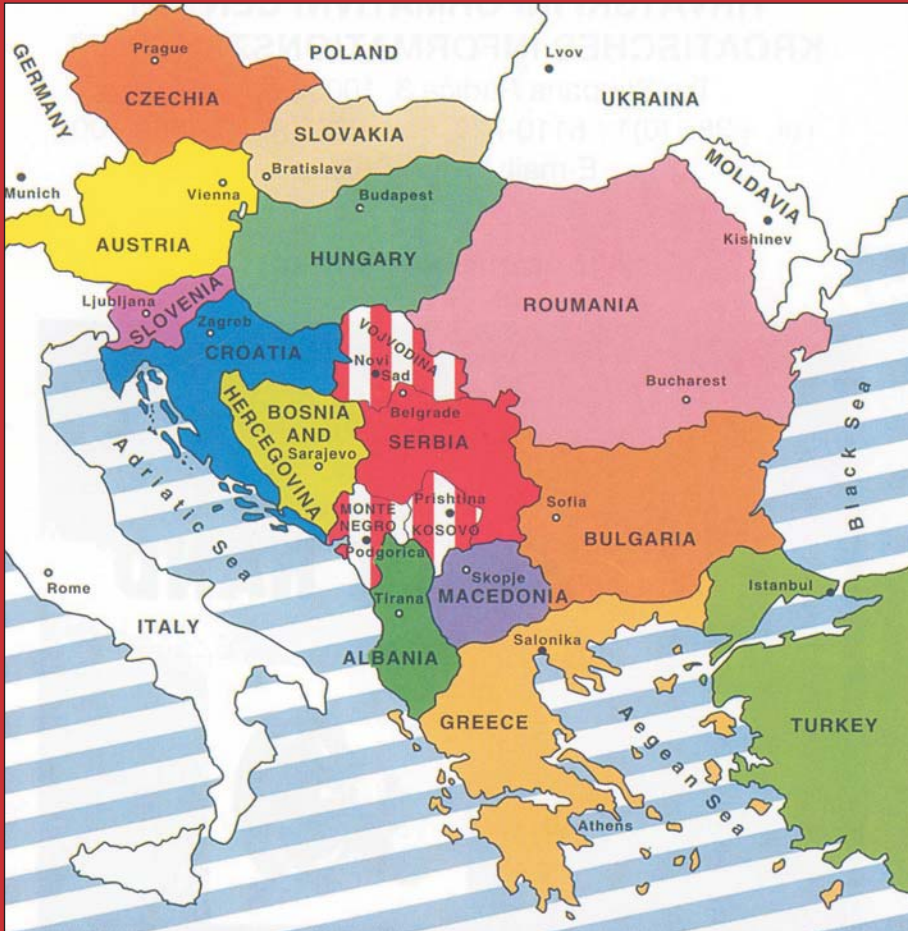 GERMANY
Prague
CZECHIA
POLAND
Lvov
UKRAINA
SLOVAKIA
Bratislava
Munich
Vienna
Budapest
MOLDAVIA
Kishinev
AUSTRIA
HUNGARY
Ljubljana
SLOVENIA
Zagreb
CROATIA
VOJVODINA
Novi
Sad
ROUMANIA
Bucharest
Belgrade
SERBIA
BOSNIA
AND
HERCEGOVINA
Sarajevo
Adriatic Sea
Black Sea
MONTE
NEGRO
Podgorica
Prishtina
KOSOVO
Sofia
BULGARIA
Skopje
MACEDONIA
Istanbul
Rome
ITALY
Tirana
ALBANIA
Salonika
GREECE
Aegean Sea
TURKEY
Athens